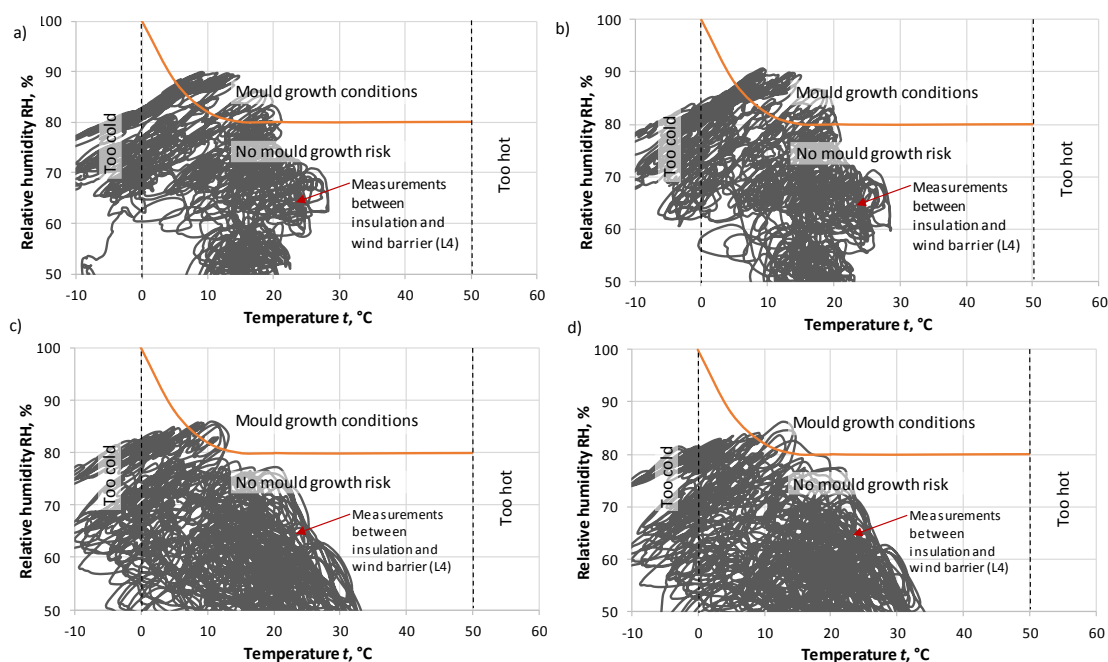 a)
Relative humidity RH, %
100
90
80
70
60
50
Too cold
Mould growth conditions
No mould growth risk
Measurements
between
insulation and
wind barrier (L4)
Too hot
-10 0 10 20 30 40 50 60
Temperature t, °C
b)
Relative humidity RH, %
100
90
80
70
60
50
Too cold
Mould growth conditions
No mould growth risk
Measurements
between
insulation and
wind barrier (L4)
Too hot
-10 0 10 20 30 40 50 60
Temperature t, °C
c)
Relative humidity RH, %
100
90
80
70
60
50
Too cold
Mould growth conditions
No mould growth risk
Measurements
between
insulation and
wind barrier (L4)
Too hot
-10 0 10 20 30 40 50 60
Temperature t, °C
d)
Relative humidity RH, %
100
90
80
70
60
50
Too cold
Mould growth conditions
No mould growth risk
Measurements
between
insulation and
wind barrier (L4)
Too hot
-10 0 10 20 30 40 50 60
Temperature t, °C